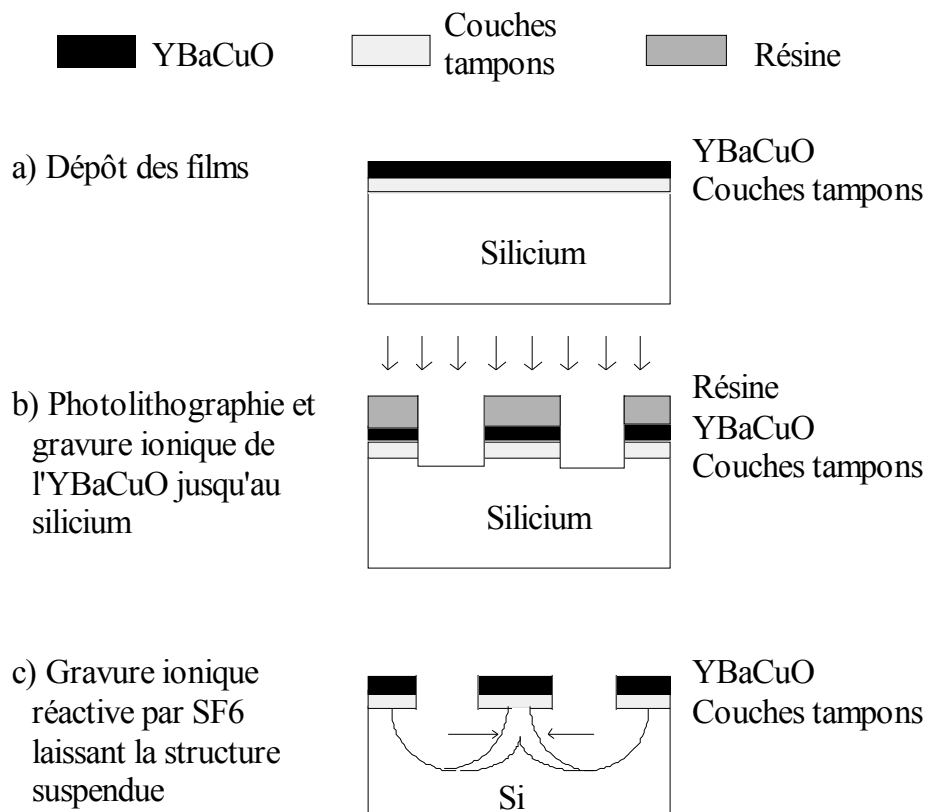 YBaCuO
Couches
tampons
Résine
a) Dépôt des films
YBaCuO
Couches tampons
Silicium
b) Photolithographie et
gravure ionique de
l'YBaCuO jusqu'au
silicium
Résine
YBaCuO
Couches tampons
Silicium
c) Gravure ionique
réactive par SF6
laissant la structure
suspendue
YBaCuO
Couches tampons
Si